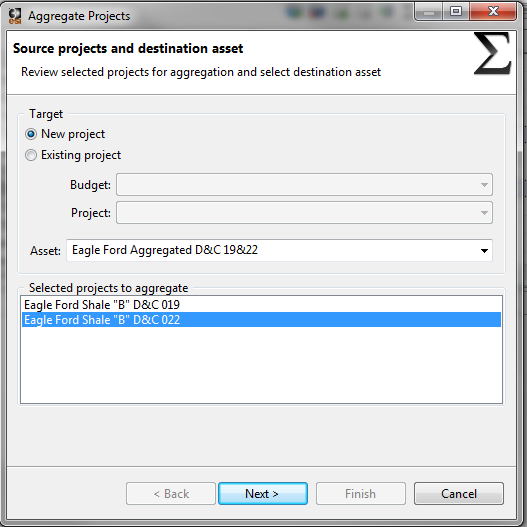 esi Aggregate Projects
Source projects and destination asset
Review selected projects for aggregation and select destination asset
Σ
Target
New project
Existing project
Budget:
Project:
Asset: Eagle Ford Aggregated D&C 19&22
Selected projects to aggregate
Eagle Ford Shale "B" D&C 019
Eagle Ford Shale "B" D&C 022
< Back Next > Finish Cancel